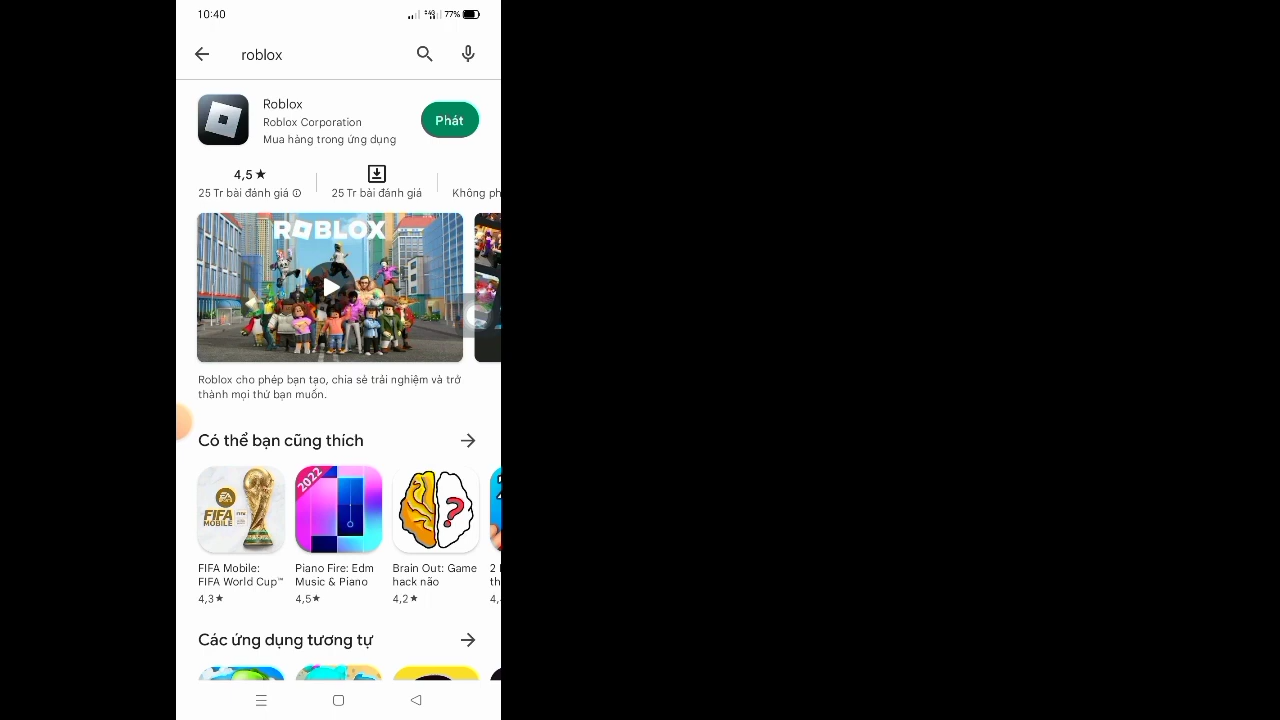 10:40
77%
roblox
Roblox
Roblox Corporation
Mua hàng trong ứng dụng
Phát
4,5★
25 Tr bài đánh giá
25 Tr bài đánh giá
Không ph
ROBLOX
Roblox cho phép bạn tạo, chia sẻ trải nghiệm và trở
thành mọi thứ bạn muốn.
Có thể bạn cũng thích
2022
EA
FIFA
MOBILE
FIFA Mobile:
FIFA World Cup™
4,3★
Piano Fire: Edm
Music & Piano
4,5★
Brain Out: Game
hack não
4,2★
2
th
4,
Các ứng dụng tương tự